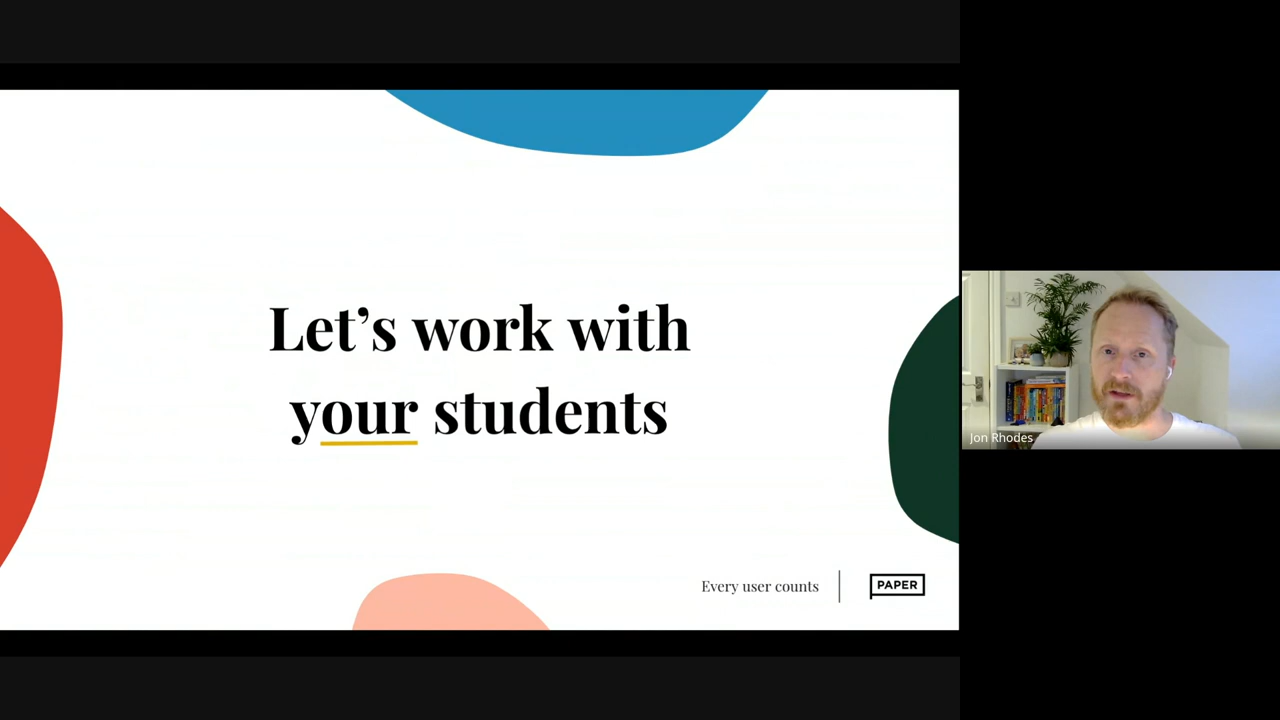 Let’s work with
your students
Every user counts
PAPER
Jon Rhodes